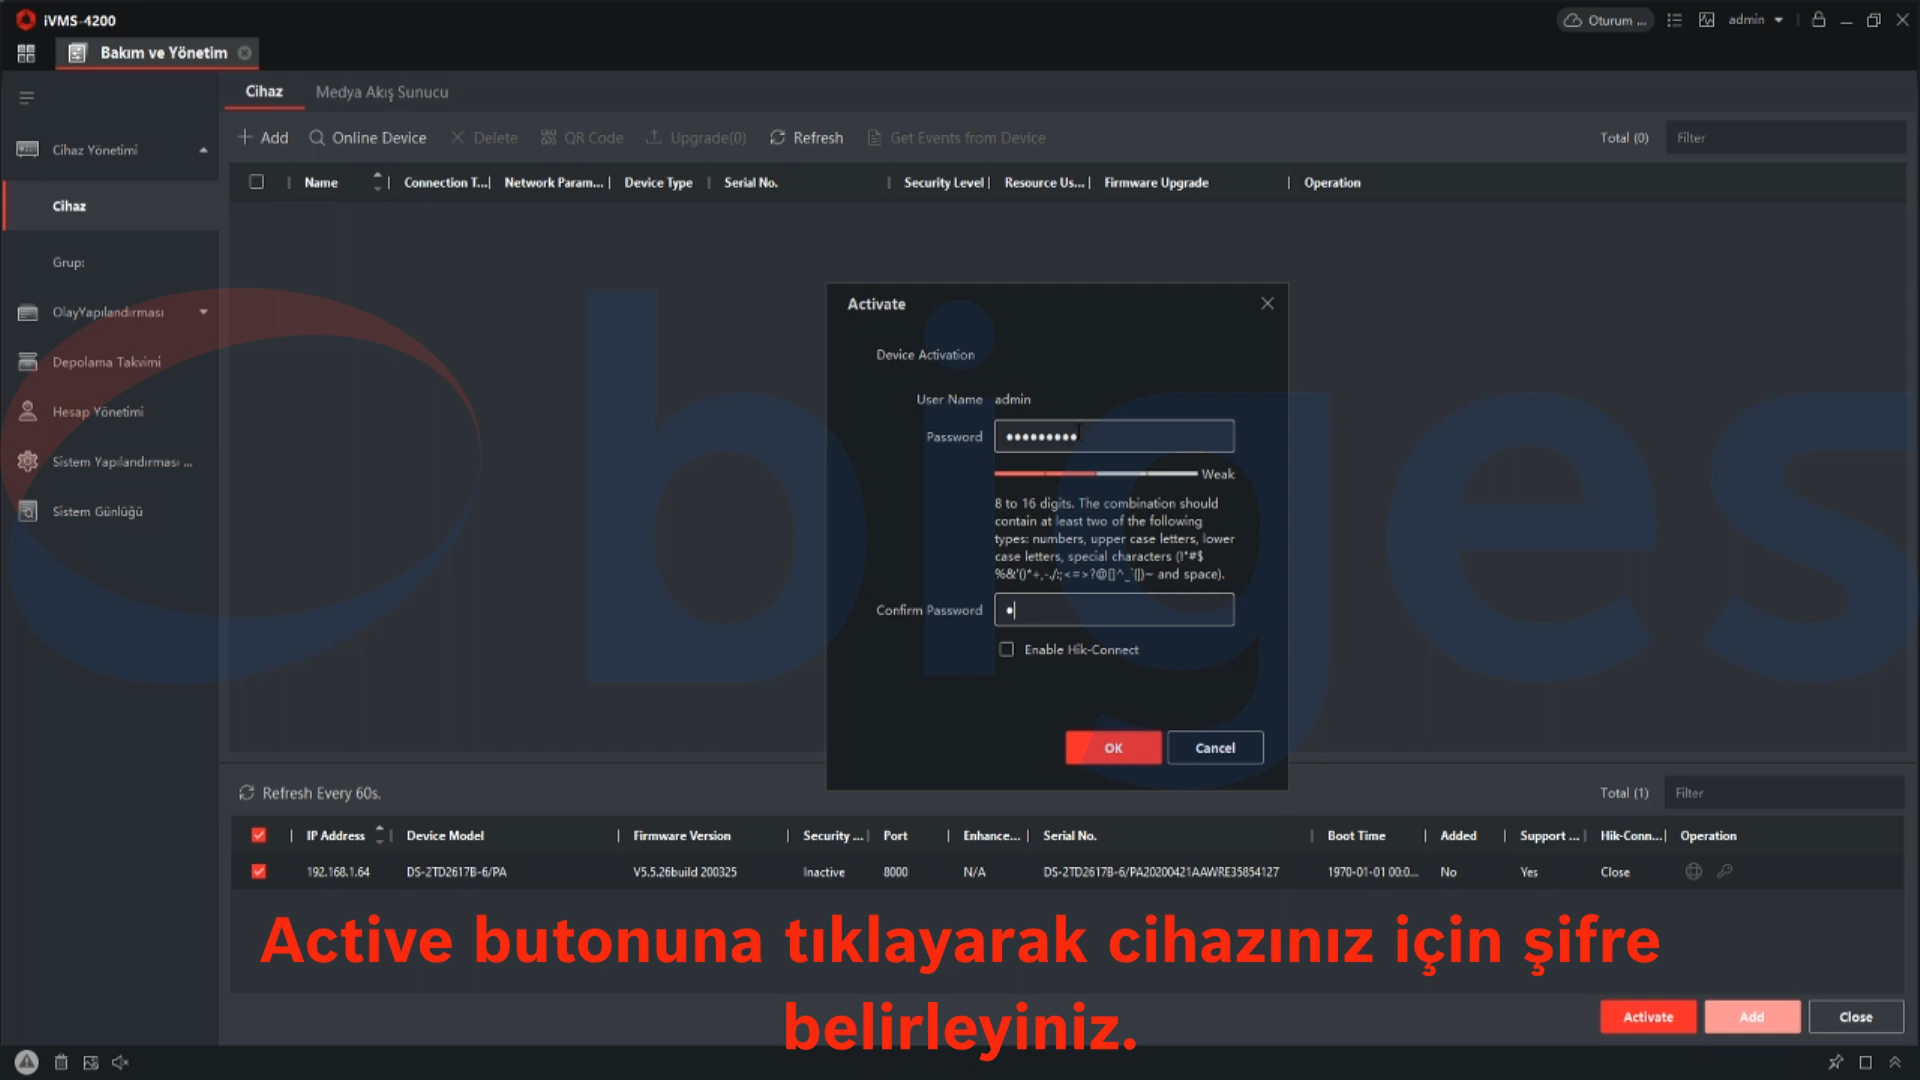 iVMS-4200
Oturum ...
admin
Bakım ve Yönetim
Cihaz
Medya Akış Sunucu
Add
Online Device
Delete
QR Code
Upgrade(0)
Refresh
Get Events from Device
Total (0)
Filter
Cihaz Yönetimi
Cihaz
Grup:
OlayYapılandırması
Depolama Takvimi
Hesap Yönetimi
Sistem Yapılandırması ...
Sistem Günlüğü
Name | Connection T...| Network Param... | Device Type | Serial No. | Security Level | Resource Us... | Firmware Upgrade | Operation
Activate
Device Activation
User Name admin
Password •••••••••
Weak
8 to 16 digits. The combination should
contain at least two of the following
types: numbers, upper case letters, lower
case letters, special characters (!"#$
%&'()*+,-./:;<=>?@[]^_`{|}~ and space).
Confirm Password •
Enable Hik-Connect
OK
Cancel
biges
Refresh Every 60s.
Total (1)
Filter
IP Address | Device Model | Firmware Version | Security ... | Port | Enhance... | Serial No. | Boot Time | Added | Support ... | Hik-Conn... | Operation
192.168.1.64 DS-2TD2617B-6/PA V5.5.26build 200325 Inactive 8000 N/A DS-2TD2617B-6/PA20200421AAWRE35854127 1970-01-01 00:0... No Yes Close
Active butonuna tıklayarak cihazınız için şifre
belirleyiniz.
Activate
Add
Close